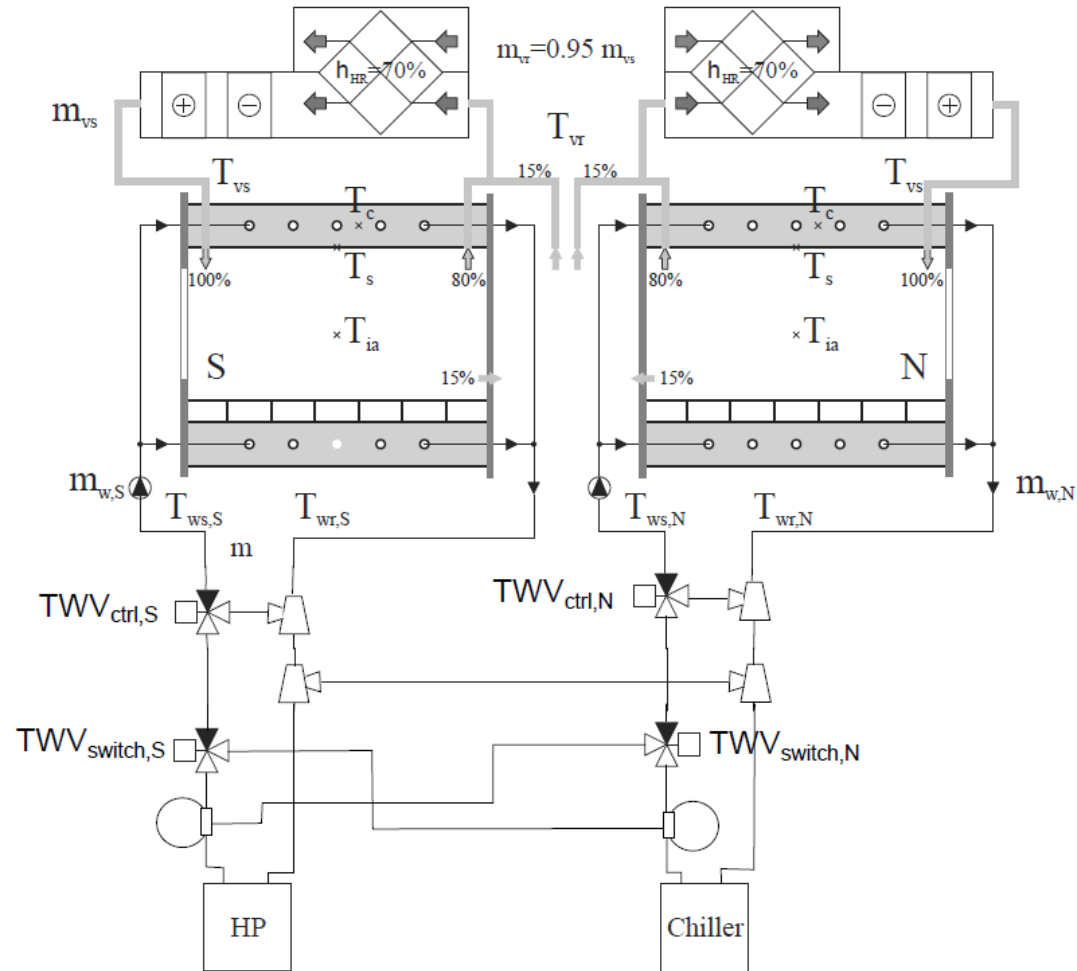 h_HR=70%
m_vr=0.95 m_vs
h_HR=70%
+
−
−
+
m_vs
T_vr
T_vs
15%
15%
T_vs
T_c
T_c
100%
T_s
80%
80%
T_s
100%
T_ia
T_ia
S
15%
15%
N
m_w,S
T_ws,S
T_wr,S
T_ws,N
T_wr,N
m_w,N
m
TWV_ctrl,S
TWV_ctrl,N
TWV_switch,S
TWV_switch,N
HP
Chiller